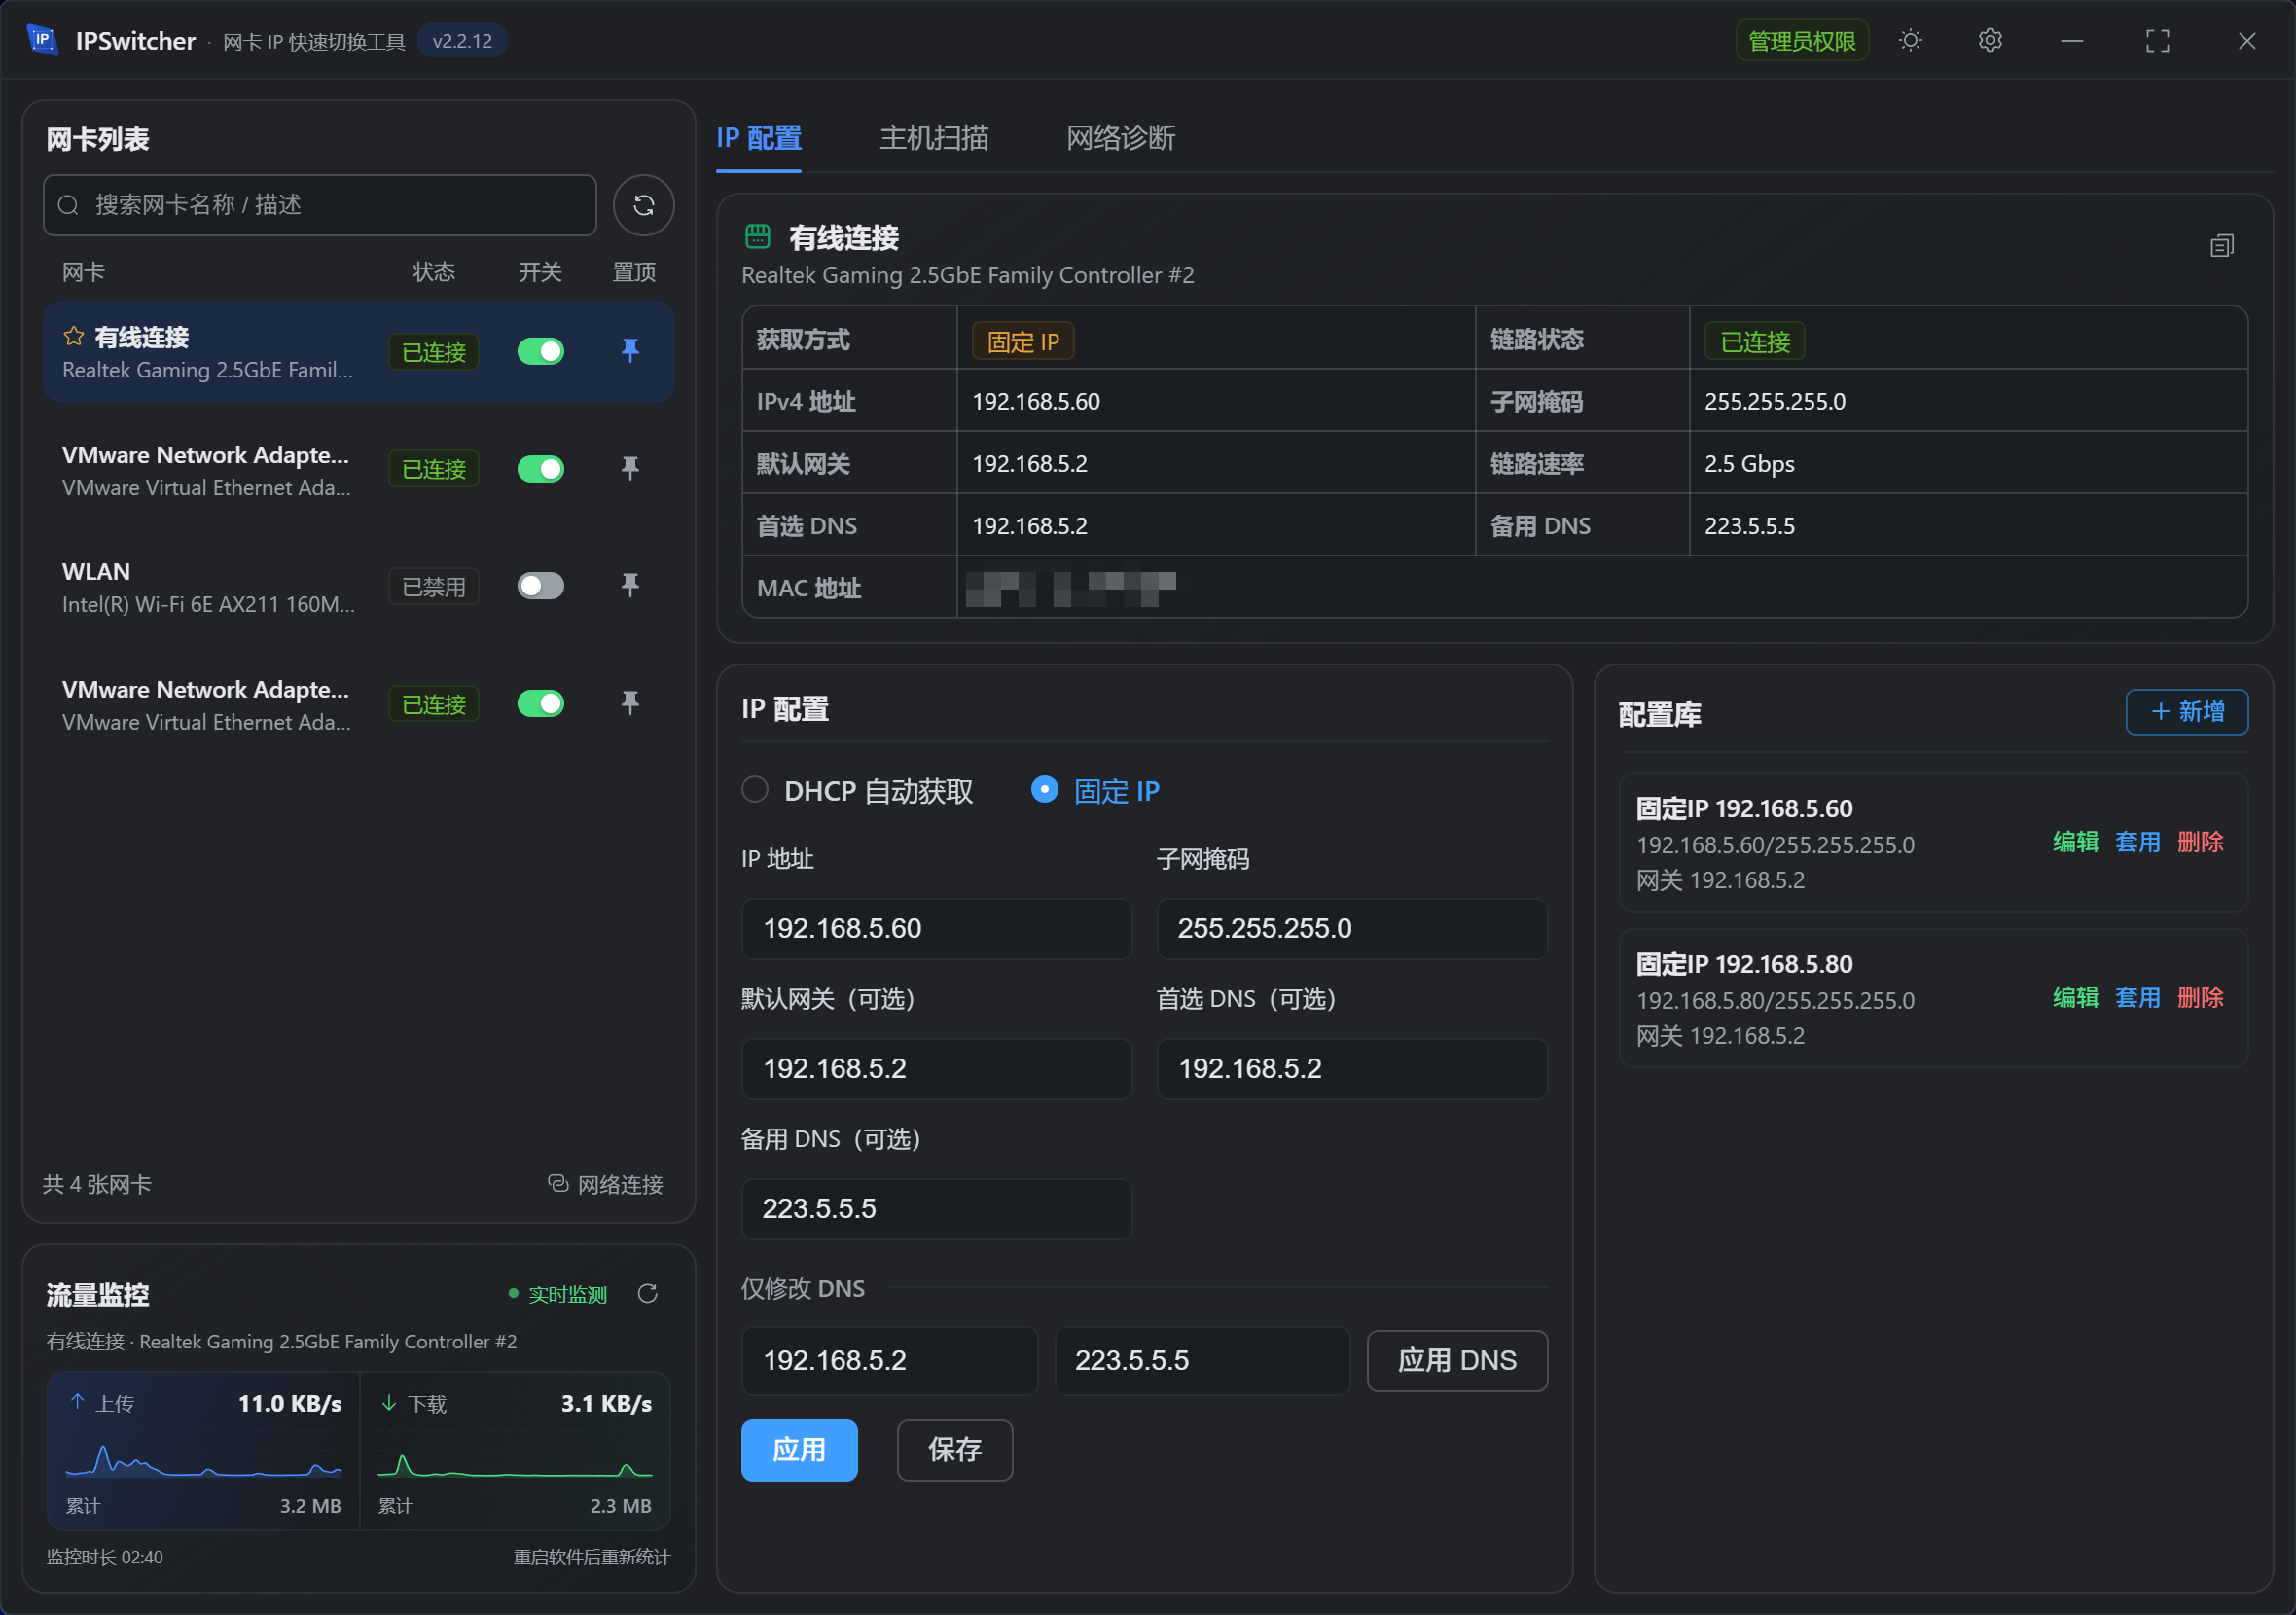 IP
IPSwitcher · 网卡 IP 快速切换工具 v2.2.12
管理员权限
网卡列表
搜索网卡名称 / 描述
网卡 状态 开关 置顶
有线连接
Realtek Gaming 2.5GbE Famil...
已连接
VMware Network Adapte...
VMware Virtual Ethernet Ada...
已连接
WLAN
Intel(R) Wi-Fi 6E AX211 160M...
已禁用
VMware Network Adapte...
VMware Virtual Ethernet Ada...
已连接
共 4 张网卡
网络连接
流量监控
实时监测
有线连接 · Realtek Gaming 2.5GbE Family Controller #2
上传 11.0 KB/s
累计 3.2 MB
下载 3.1 KB/s
累计 2.3 MB
监控时长 02:40
重启软件后重新统计
IP 配置 主机扫描 网络诊断
有线连接
Realtek Gaming 2.5GbE Family Controller #2
获取方式 固定 IP 链路状态 已连接
IPv4 地址 192.168.5.60 子网掩码 255.255.255.0
默认网关 192.168.5.2 链路速率 2.5 Gbps
首选 DNS 192.168.5.2 备用 DNS 223.5.5.5
MAC 地址
IP 配置
DHCP 自动获取 固定 IP
IP 地址 子网掩码
192.168.5.60 255.255.255.0
默认网关（可选） 首选 DNS（可选）
192.168.5.2 192.168.5.2
备用 DNS（可选）
223.5.5.5
仅修改 DNS
192.168.5.2 223.5.5.5 应用 DNS
应用 保存
配置库
+ 新增
固定IP 192.168.5.60
192.168.5.60/255.255.255.0
网关 192.168.5.2
编辑 套用 删除
固定IP 192.168.5.80
192.168.5.80/255.255.255.0
网关 192.168.5.2
编辑 套用 删除